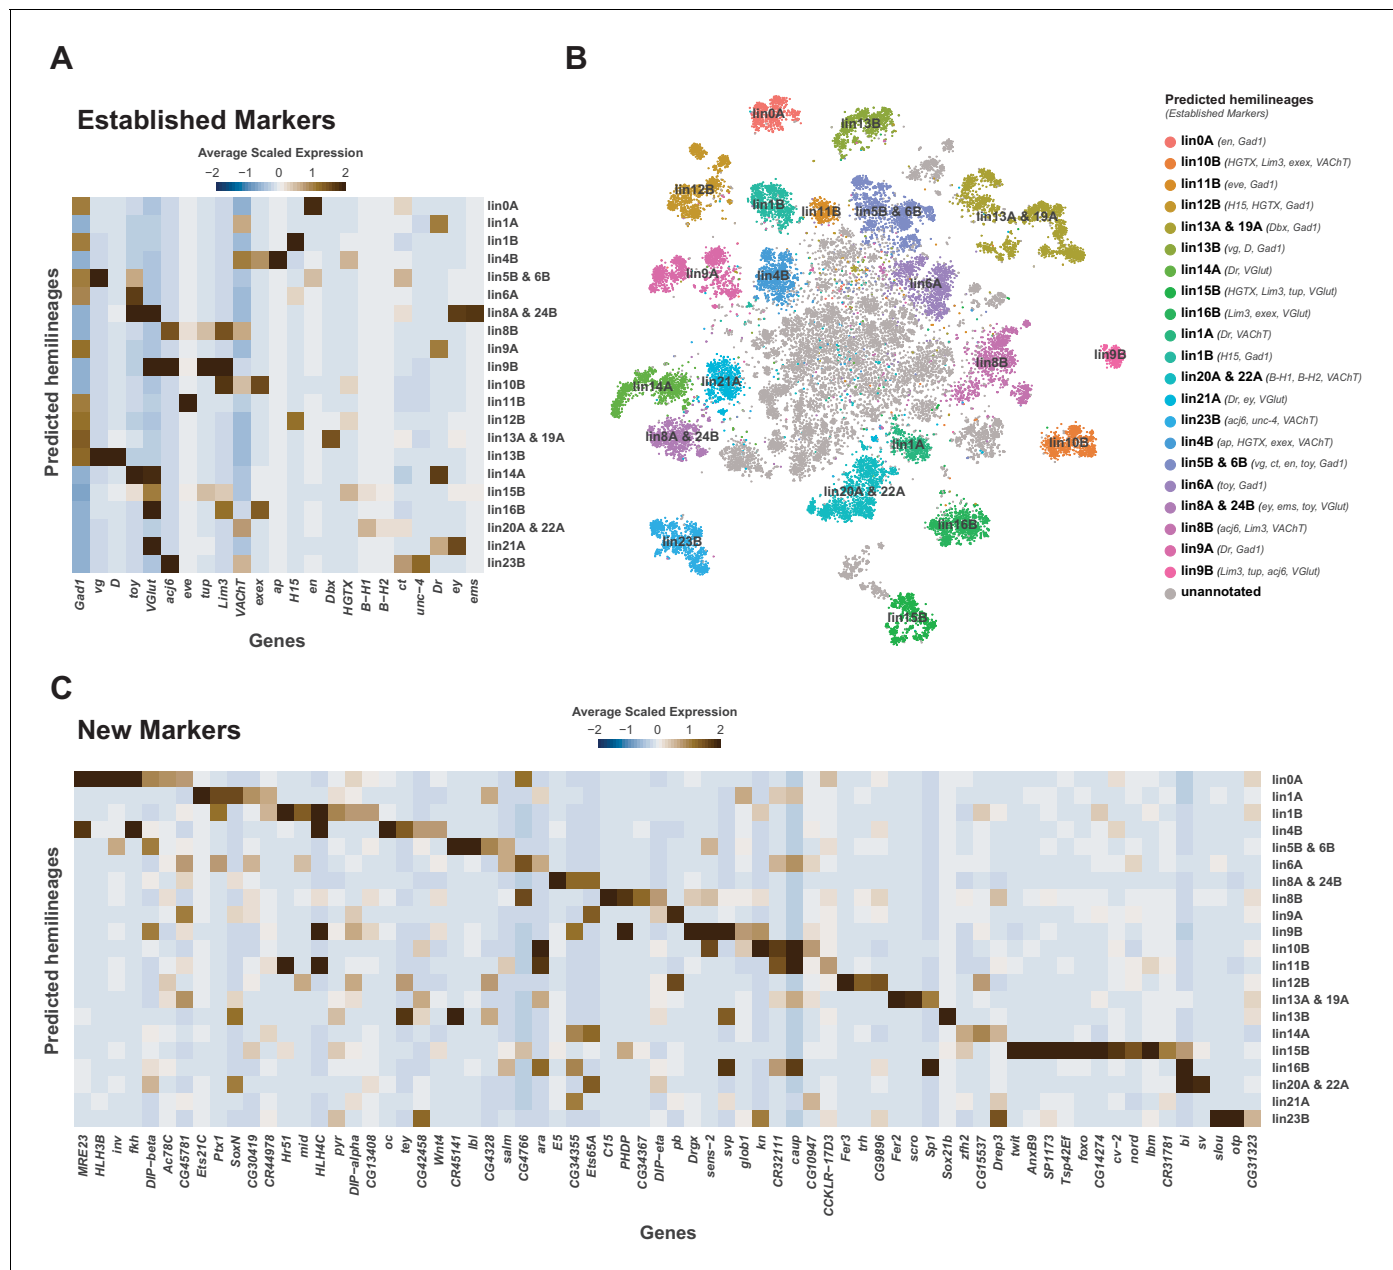 A
Established Markers
Average Scaled Expression
−2 −1 0 1 2
Predicted hemilineages
lin0A
lin1A
lin1B
lin4B
lin5B & 6B
lin6A
lin8A & 24B
lin8B
lin9A
lin9B
lin10B
lin11B
lin12B
lin13A & 19A
lin13B
lin14A
lin15B
lin16B
lin20A & 22A
lin21A
lin23B
Gad1 vg D toy VGlut acj6 eve tup Lim3 VAChT exex ap H15 en Dbx HGTX B−H1 B−H2 ct unc−4 Dr ey ems
Genes
B
lin0A
lin13B
lin12B
lin1B
lin11B
lin5B & 6B
lin13A & 19A
lin9A
lin4B
lin6A
lin9B
lin8B
lin14A
lin21A
lin8A & 24B
lin1A
lin10B
lin20A & 22A
lin16B
lin23B
lin15B
Predicted hemilineages
(Established Markers)
lin0A (en, Gad1)
lin10B (HGTX, Lim3, exex, VAChT)
lin11B (eve, Gad1)
lin12B (H15, HGTX, Gad1)
lin13A & 19A (Dbx, Gad1)
lin13B (vg, D, Gad1)
lin14A (Dr, VGlut)
lin15B (HGTX, Lim3, tup, VGlut)
lin16B (Lim3, exex, VGlut)
lin1A (Dr, VAChT)
lin1B (H15, Gad1)
lin20A & 22A (B-H1, B-H2, VAChT)
lin21A (Dr, ey, VGlut)
lin23B (acj6, unc-4, VAChT)
lin4B (ap, HGTX, exex, VAChT)
lin5B & 6B (vg, ct, en, toy, Gad1)
lin6A (toy, Gad1)
lin8A & 24B (ey, ems, toy, VGlut)
lin8B (acj6, Lim3, VAChT)
lin9A (Dr, Gad1)
lin9B (Lim3, tup, acj6, VGlut)
unannotated
C
New Markers
Average Scaled Expression
−2 −1 0 1 2
Predicted hemilineages
lin0A
lin1A
lin1B
lin4B
lin5B & 6B
lin6A
lin8A & 24B
lin8B
lin9A
lin9B
lin10B
lin11B
lin12B
lin13A & 19A
lin13B
lin14A
lin15B
lin16B
lin20A & 22A
lin21A
lin23B
MRE23 HLH3B inv fkh DIP−beta Ac78C CG45781 Ets21C Ptx1 SoxN CG30419 CR44978 Hr51 mid HLH4C pyr DIP−alpha CG13408 oc tey CG42458 Wnt4 CR45141 lbl CG4328 salm CG4766 ara E5 CG34355 Ets65A C15 PHDP CG34367 DIP−eta pb Drgx sens−2 svp glob1 kn CR32111 caup CG10947 CCKLR−17D3 Fer3 trh CG9896 Fer2 scro Sp1 Sox21b zfh2 CG15537 Drep3 twit AnxB9 SP1173 Tsp42Ef foxo CG14274 cv−2 nord lbm CR31781 bi sv slou otp CG31323
Genes